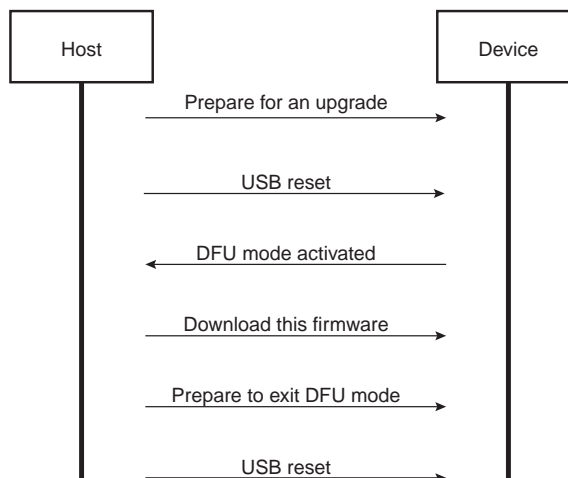 Host
Device
Prepare for an upgrade
USB reset
DFU mode activated
Download this firmware
Prepare to exit DFU mode
USB reset